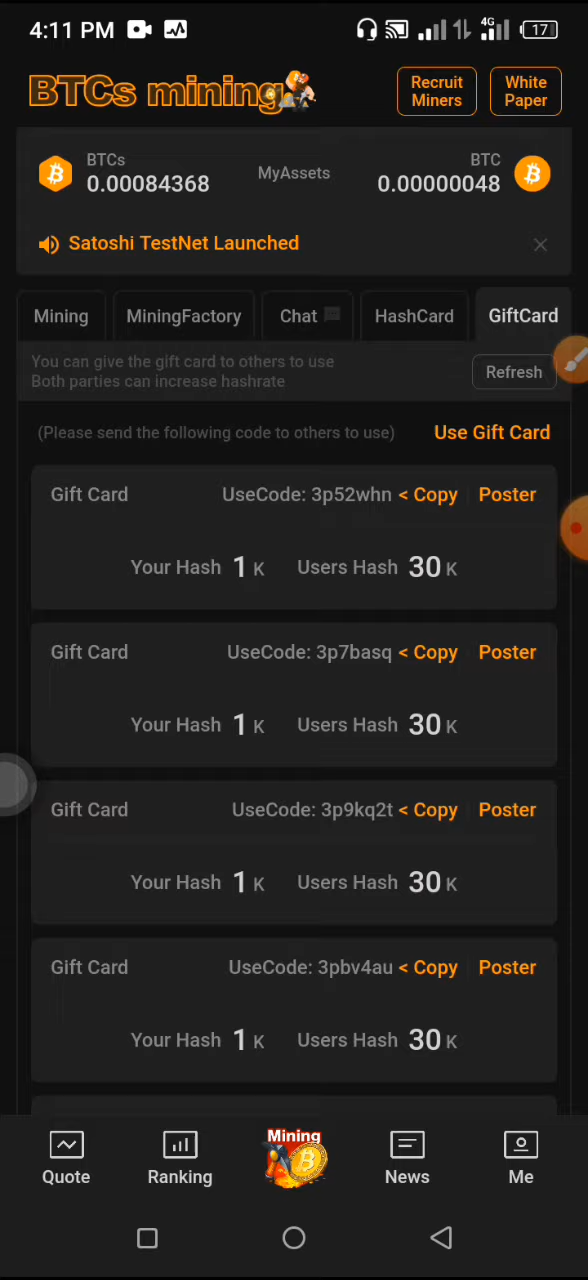 4:11 PM 4G 17
BTCs mining
Recruit Miners
White Paper
BTCs MyAssets BTC
0.00084368 0.00000048
Satoshi TestNet Launched
Mining MiningFactory Chat HashCard GiftCard
You can give the gift card to others to use
Both parties can increase hashrate
Refresh
(Please send the following code to others to use) Use Gift Card
Gift Card UseCode: 3p52whn < Copy Poster
Your Hash 1 K Users Hash 30 K
Gift Card UseCode: 3p7basq < Copy Poster
Your Hash 1 K Users Hash 30 K
Gift Card UseCode: 3p9kq2t < Copy Poster
Your Hash 1 K Users Hash 30 K
Gift Card UseCode: 3pbv4au < Copy Poster
Your Hash 1 K Users Hash 30 K
Mining
Quote Ranking News Me